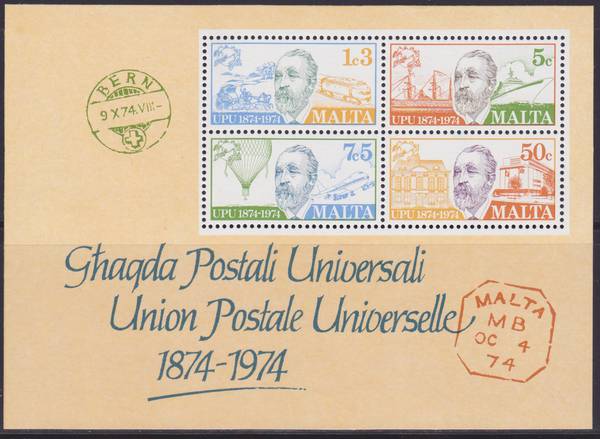 1c3
UPU 1874-1974 MALTA
5c
UPU 1874-1974 MALTA
7c5
UPU 1874-1974 MALTA
50c
UPU 1874-1974 MALTA
BERN
9 X 74.VIII-
Għaqda Postali Universali
Union Postale Universelle
1874-1974
MALTA
MB
OC 4
74